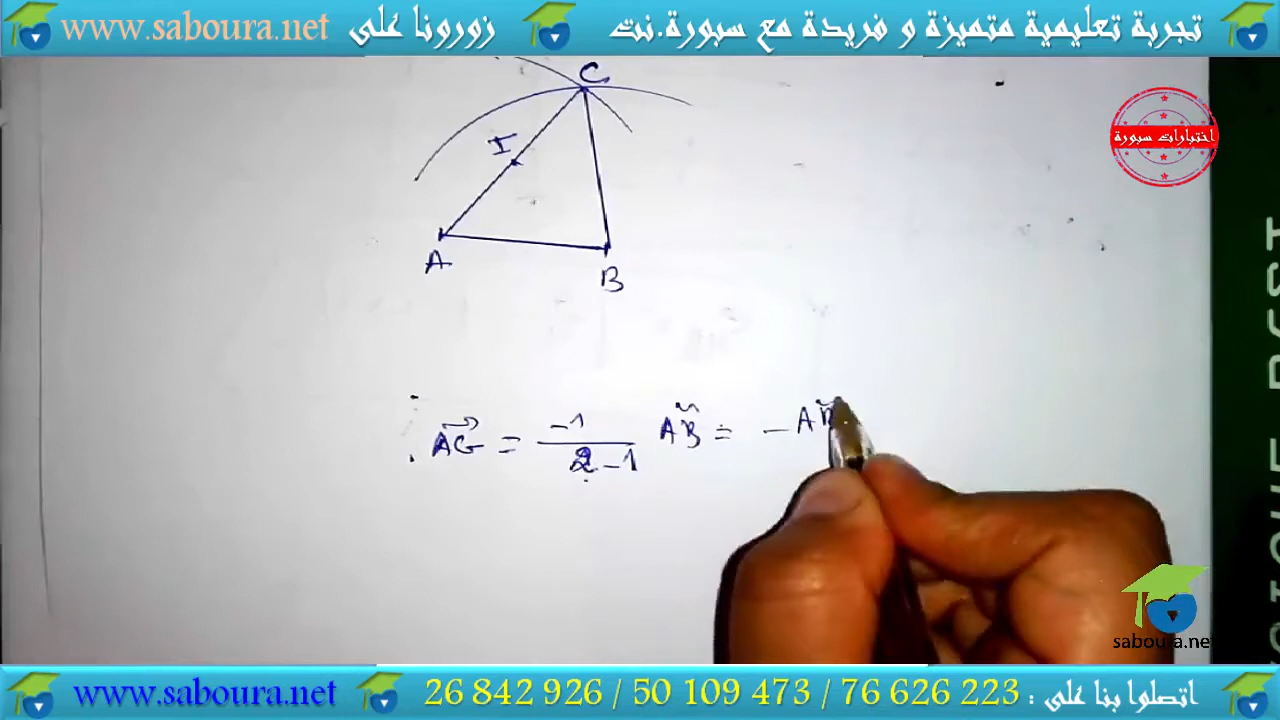 تجربة تعليمية متميزة و فريدة مع سبورة.نت زورونا على www.saboura.net
C
اختبارات سبورة
I
A
B
AG = -1/(2-1) AB = -AB
saboura.net
اتصلوا بنا على : 26 842 926 / 50 109 473 / 76 626 223 www.saboura.net